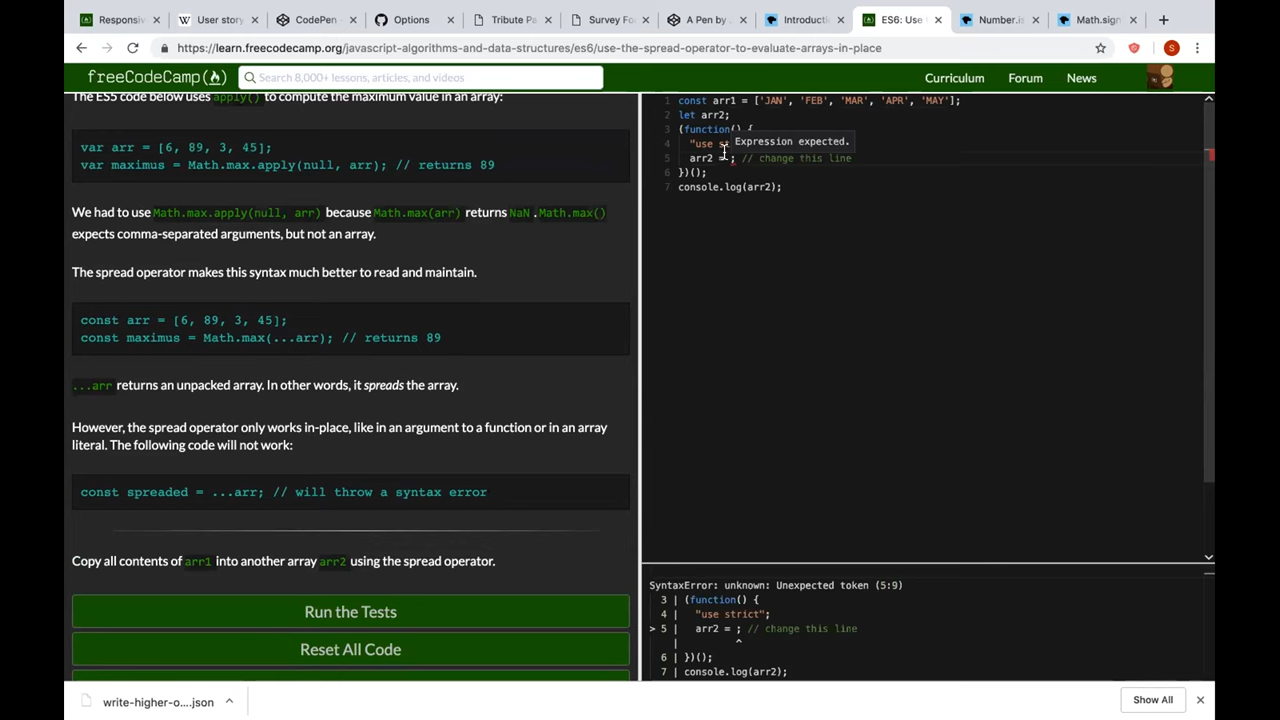 Responsiv
User story
CodePen -
Options
Tribute Pa
Survey Fo
A Pen by
Introducti
ES6: Use
Number.is
Math.sign
https://learn.freecodecamp.org/javascript-algorithms-and-data-structures/es6/use-the-spread-operator-to-evaluate-arrays-in-place
S
freeCodeCamp
Search 8,000+ lessons, articles, and videos
Curriculum
Forum
News
The ES5 code below uses apply() to compute the maximum value in an array:
var arr = [6, 89, 3, 45];
var maximus = Math.max.apply(null, arr); // returns 89
We had to use Math.max.apply(null, arr) because Math.max(arr) returns NaN . Math.max()
expects comma-separated arguments, but not an array.
The spread operator makes this syntax much better to read and maintain.
const arr = [6, 89, 3, 45];
const maximus = Math.max(...arr); // returns 89
...arr returns an unpacked array. In other words, it spreads the array.
However, the spread operator only works in-place, like in an argument to a function or in an array
literal. The following code will not work:
const spreaded = ...arr; // will throw a syntax error
Copy all contents of arr1 into another array arr2 using the spread operator.
Run the Tests
Reset All Code
1 const arr1 = ['JAN', 'FEB', 'MAR', 'APR', 'MAY'];
2 let arr2;
3 (function() {
4 "use st
Expression expected.
5 arr2 = ; // change this line
6 })();
7 console.log(arr2);
SyntaxError: unknown: Unexpected token (5:9)
3 | (function() {
4 | "use strict";
> 5 | arr2 = ; // change this line
| ^
6 | })();
7 | console.log(arr2);
write-higher-o....json
Show All